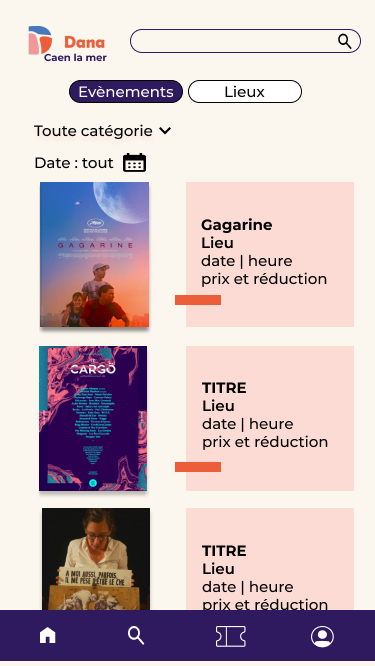 Dana
Caen la mer
Evènements
Lieux
Toute catégorie
Date : tout
GAGARINE
Gagarine
Lieu
date | heure
prix et réduction
CARGÖ
TITRE
Lieu
date | heure
prix et réduction
A MOI AUSSI, PARFOIS,
IL ME PÈSE D'ÊTRE LE CHE
TITRE
Lieu
date | heure
prix et réduction